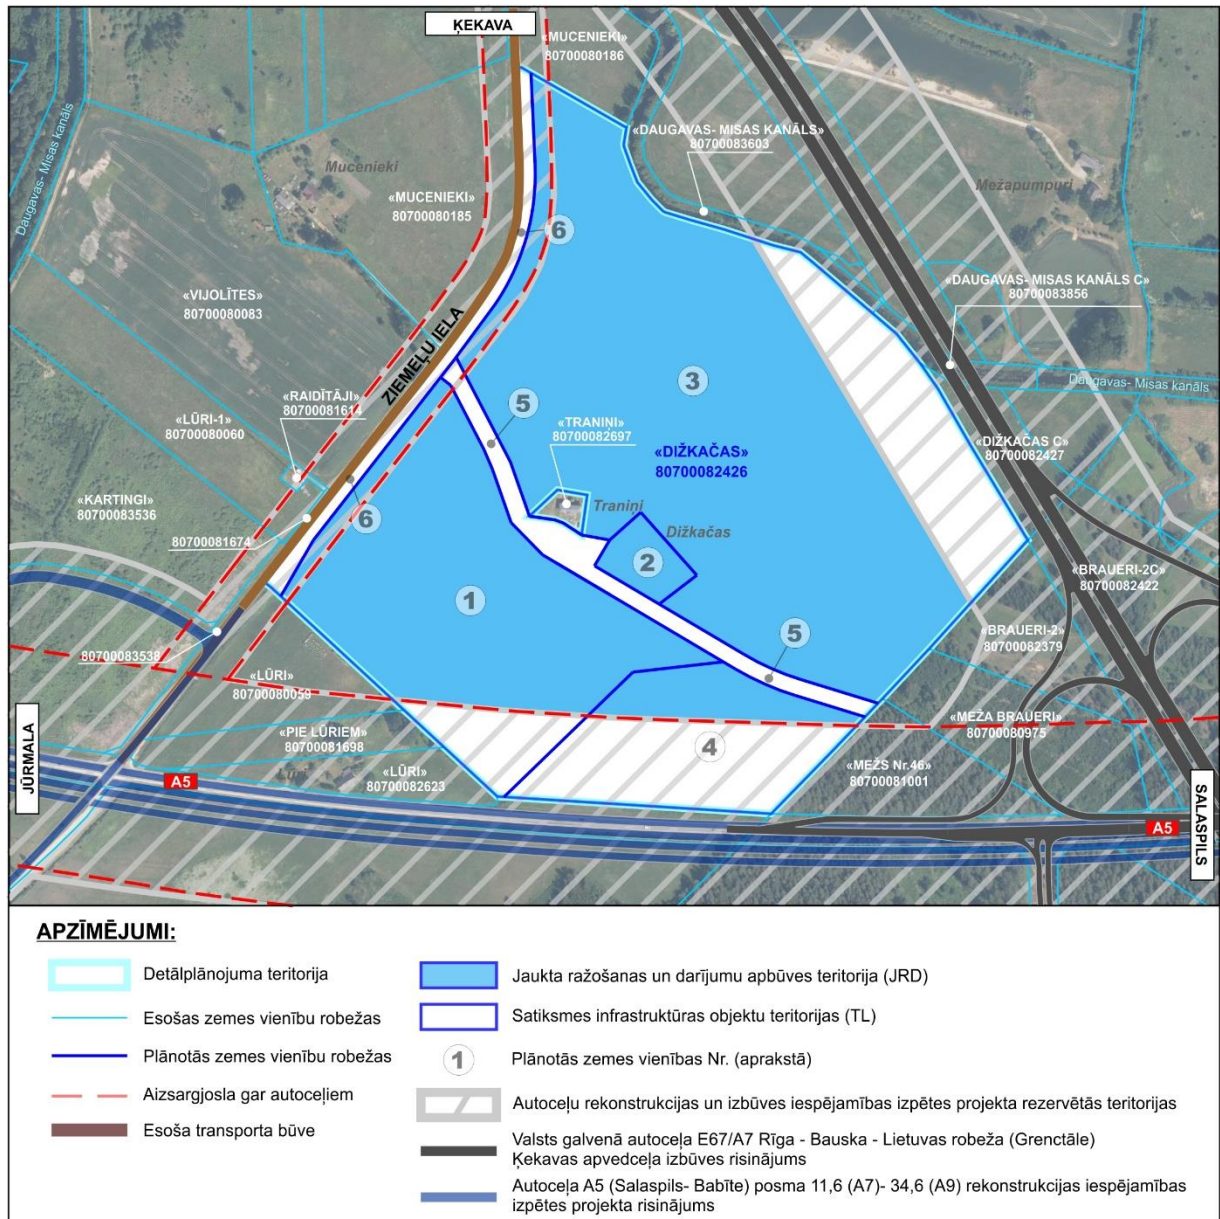 ĶEKAVA
«MUCENIEKI»
80700080186
Daugavas- Misas kanāls
«DAUGAVAS- MISAS KANĀLS»
80700083603
Mucenieki
Mežapumpuri
«MUCENIEKI»
80700080185
6
«DAUGAVAS- MISAS KANĀLS C»
80700083856
«VIJOLĪTES»
80700080083
ZIEMEĻU IELA
3
Daugavas- Misas kanāls
«RAIDĪTĀJI»
80700081614
5
«LŪRI-1»
80700080060
«TRANIŅI»
80700082697
«DIŽKAČAS»
80700082426
«DIŽKAČAS C»
80700082427
«KARTINGI»
80700083536
Traniņi
6
80700081674
Dižkačas
2
«BRAUERI-2C»
80700082422
1
5
«BRAUERI-2»
80700082379
80700083538
«LŪRI»
80700080059
«MEŽA BRAUERI»
80700080975
«PIE LŪRIEM»
80700081698
4
JŪRMALA
Lūri
«LŪRI»
80700082623
«MEŽS Nr.46»
80700081001
A5
SALASPILS
A5
APZĪMĒJUMI:
Detālplānojuma teritorija
Esošas zemes vienību robežas
Plānotās zemes vienību robežas
Aizsargjosla gar autoceļiem
Esoša transporta būve
Jaukta ražošanas un darījumu apbūves teritorija (JRD)
Satiksmes infrastruktūras objektu teritorijas (TL)
1
Plānotās zemes vienības Nr. (aprakstā)
Autoceļu rekonstrukcijas un izbūves iespējamības izpētes projekta rezervētās teritorijas
Valsts galvenā autoceļa E67/A7 Rīga - Bauska - Lietuvas robeža (Grenctāle)
Ķekavas apvedceļa izbūves risinājums
Autoceļa A5 (Salaspils- Babīte) posma 11,6 (A7)- 34,6 (A9) rekonstrukcijas iespējamības
izpētes projekta risinājums